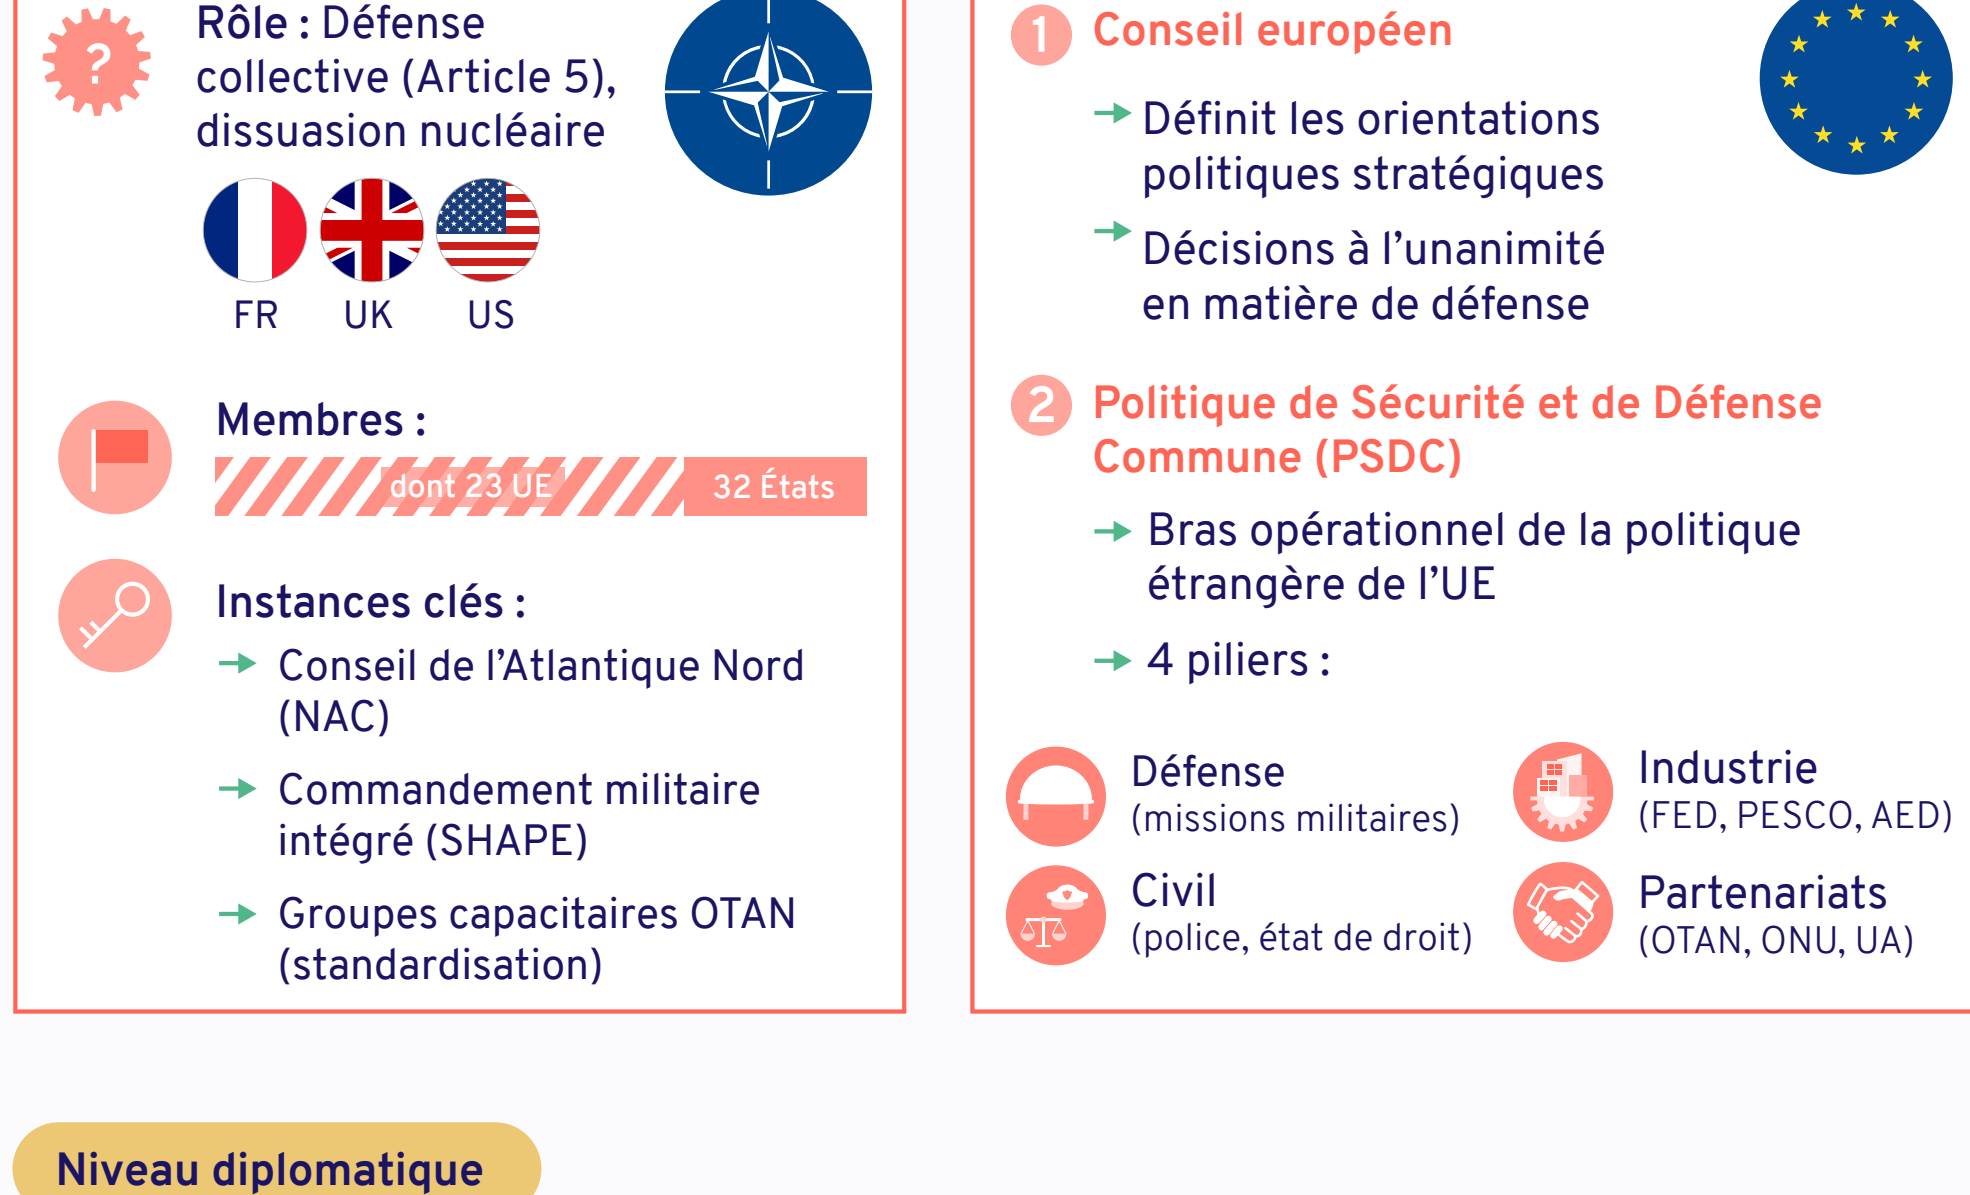 ?
Rôle : Défense
collective (Article 5),
dissuasion nucléaire
FR
UK
US
Membres :
dont 23 UE
32 États
Instances clés :
Conseil de l’Atlantique Nord
(NAC)
Commandement militaire
intégré (SHAPE)
Groupes capacitaires OTAN
(standardisation)
1
Conseil européen
Définit les orientations
politiques stratégiques
Décisions à l’unanimité
en matière de défense
2
Politique de Sécurité et de Défense
Commune (PSDC)
Bras opérationnel de la politique
étrangère de l’UE
4 piliers :
Défense
(missions militaires)
Industrie
(FED, PESCO, AED)
Civil
(police, état de droit)
Partenariats
(OTAN, ONU, UA)
Niveau diplomatique